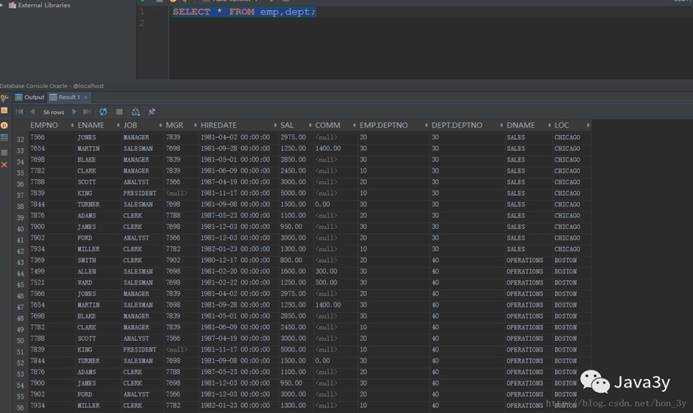 External Libraries
1 SELECT * FROM emp,dept;
2
Database Console Oracle - @localhost
Output Result 1
56 rows
EMPNO ENAME JOB MGR HIREDATE SAL COMM EMP.DEPTNO DEPT.DEPTNO DNAME LOC
32 7566 JONES MANAGER 7839 1981-04-02 00:00:00 2975.00 <null> 20 30 SALES CHICAGO
33 7654 MARTIN SALESMAN 7698 1981-09-28 00:00:00 1250.00 1400.00 30 30 SALES CHICAGO
34 7698 BLAKE MANAGER 7839 1981-05-01 00:00:00 2850.00 <null> 30 30 SALES CHICAGO
35 7782 CLARK MANAGER 7839 1981-06-09 00:00:00 2450.00 <null> 10 30 SALES CHICAGO
36 7788 SCOTT ANALYST 7566 1987-04-19 00:00:00 3000.00 <null> 20 30 SALES CHICAGO
37 7839 KING PRESIDENT <null> 1981-11-17 00:00:00 5000.00 <null> 10 30 SALES CHICAGO
38 7844 TURNER SALESMAN 7698 1981-09-08 00:00:00 1500.00 0.00 30 30 SALES CHICAGO
39 7876 ADAMS CLERK 7788 1987-05-23 00:00:00 1100.00 <null> 20 30 SALES CHICAGO
40 7900 JAMES CLERK 7698 1981-12-03 00:00:00 950.00 <null> 30 30 SALES CHICAGO
41 7902 FORD ANALYST 7566 1981-12-03 00:00:00 3000.00 <null> 20 30 SALES CHICAGO
42 7934 MILLER CLERK 7782 1982-01-23 00:00:00 1300.00 <null> 10 30 SALES CHICAGO
43 7369 SMITH CLERK 7902 1980-12-17 00:00:00 800.00 <null> 20 40 OPERATIONS BOSTON
44 7499 ALLEN SALESMAN 7698 1981-02-20 00:00:00 1600.00 300.00 30 40 OPERATIONS BOSTON
45 7521 WARD SALESMAN 7698 1981-02-22 00:00:00 1250.00 500.00 30 40 OPERATIONS BOSTON
46 7566 JONES MANAGER 7839 1981-04-02 00:00:00 2975.00 <null> 20 40 OPERATIONS BOSTON
47 7654 MARTIN SALESMAN 7698 1981-09-28 00:00:00 1250.00 1400.00 30 40 OPERATIONS BOSTON
48 7698 BLAKE MANAGER 7839 1981-05-01 00:00:00 2850.00 <null> 30 40 OPERATIONS BOSTON
49 7782 CLARK MANAGER 7839 1981-06-09 00:00:00 2450.00 <null> 10 40 OPERATIONS BOSTON
50 7788 SCOTT ANALYST 7566 1987-04-19 00:00:00 3000.00 <null> 20 40 OPERATIONS BOSTON
51 7839 KING PRESIDENT <null> 1981-11-17 00:00:00 5000.00 <null> 10 40 OPERATIONS BOSTON
52 7844 TURNER SALESMAN 7698 1981-09-08 00:00:00 1500.00 0.00 30 40 OPERATIONS BOSTON
53 7876 ADAMS CLERK 7788 1987-05-23 00:00:00 1100.00 <null> 20 40
54 7900 JAMES CLERK 7698 1981-12-03 00:00:00 950.00 <null> 30 40
55 7902 FORD ANALYST 7566 1981-12-03 00:00:00 3000.00 <null> 20 40
56 7934 MILLER CLERK 7782 1982-01-23 00:00:00 1300.00 <null> 10 40
Java3y
http://blog.csdn.net/hon_3y